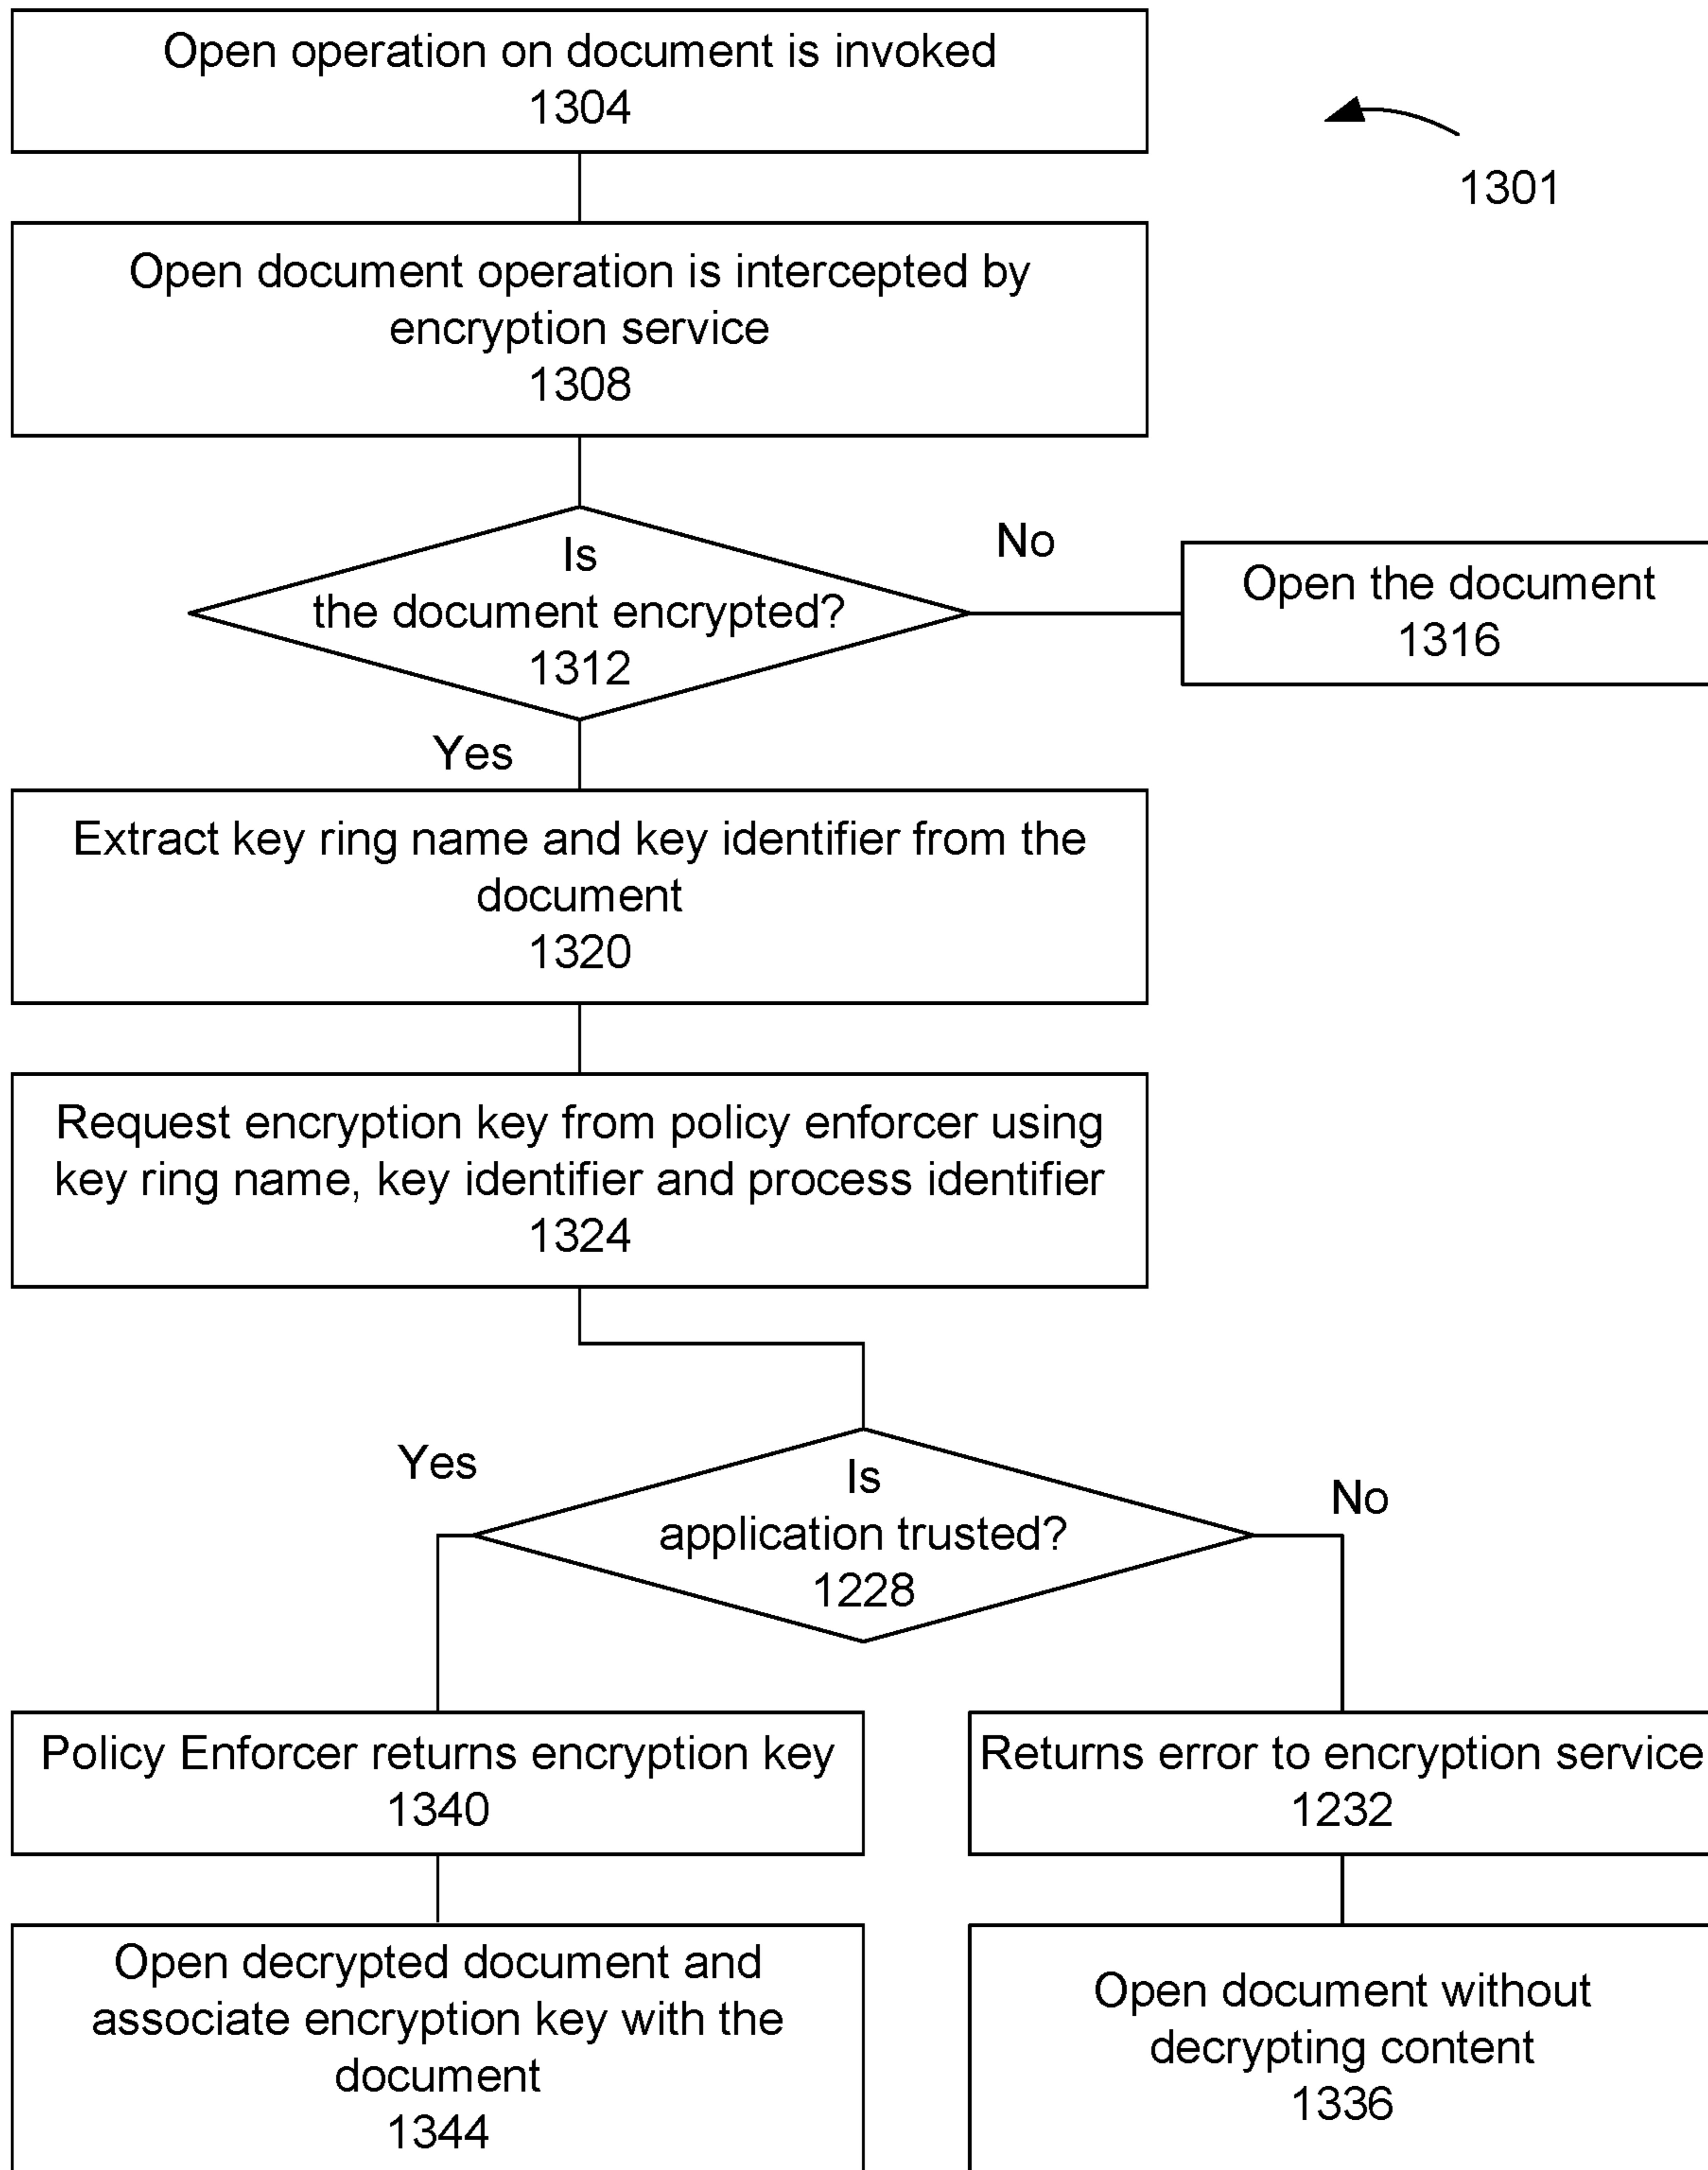 Open operation on document is invoked
1304
1301
Open document operation is intercepted by
encryption service
1308
Is
the document encrypted?
1312
No
Open the document
1316
Yes
Extract key ring name and key identifier from the
document
1320
Request encryption key from policy enforcer using
key ring name, key identifier and process identifier
1324
Yes
Is
application trusted?
1228
No
Policy Enforcer returns encryption key
1340
Returns error to encryption service
1232
Open decrypted document and
associate encryption key with the
document
1344
Open document without
decrypting content
1336